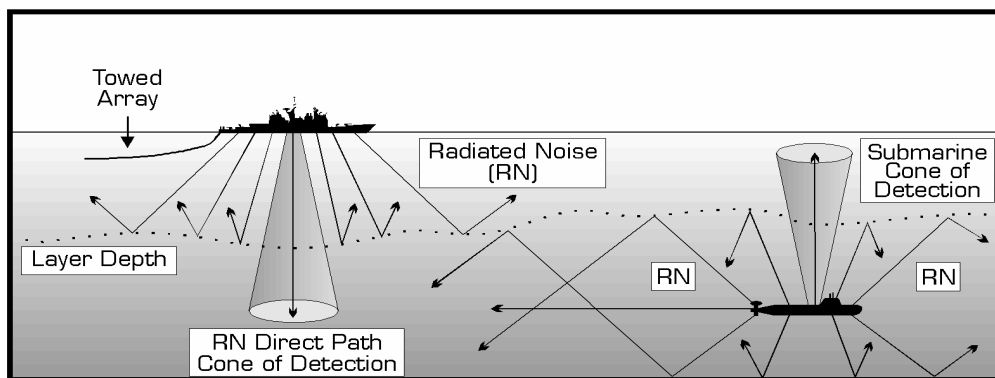 Towed
Array
Radiated Noise
(RN)
Submarine
Cone of
Detection
Layer Depth
RN
RN
RN Direct Path
Cone of Detection